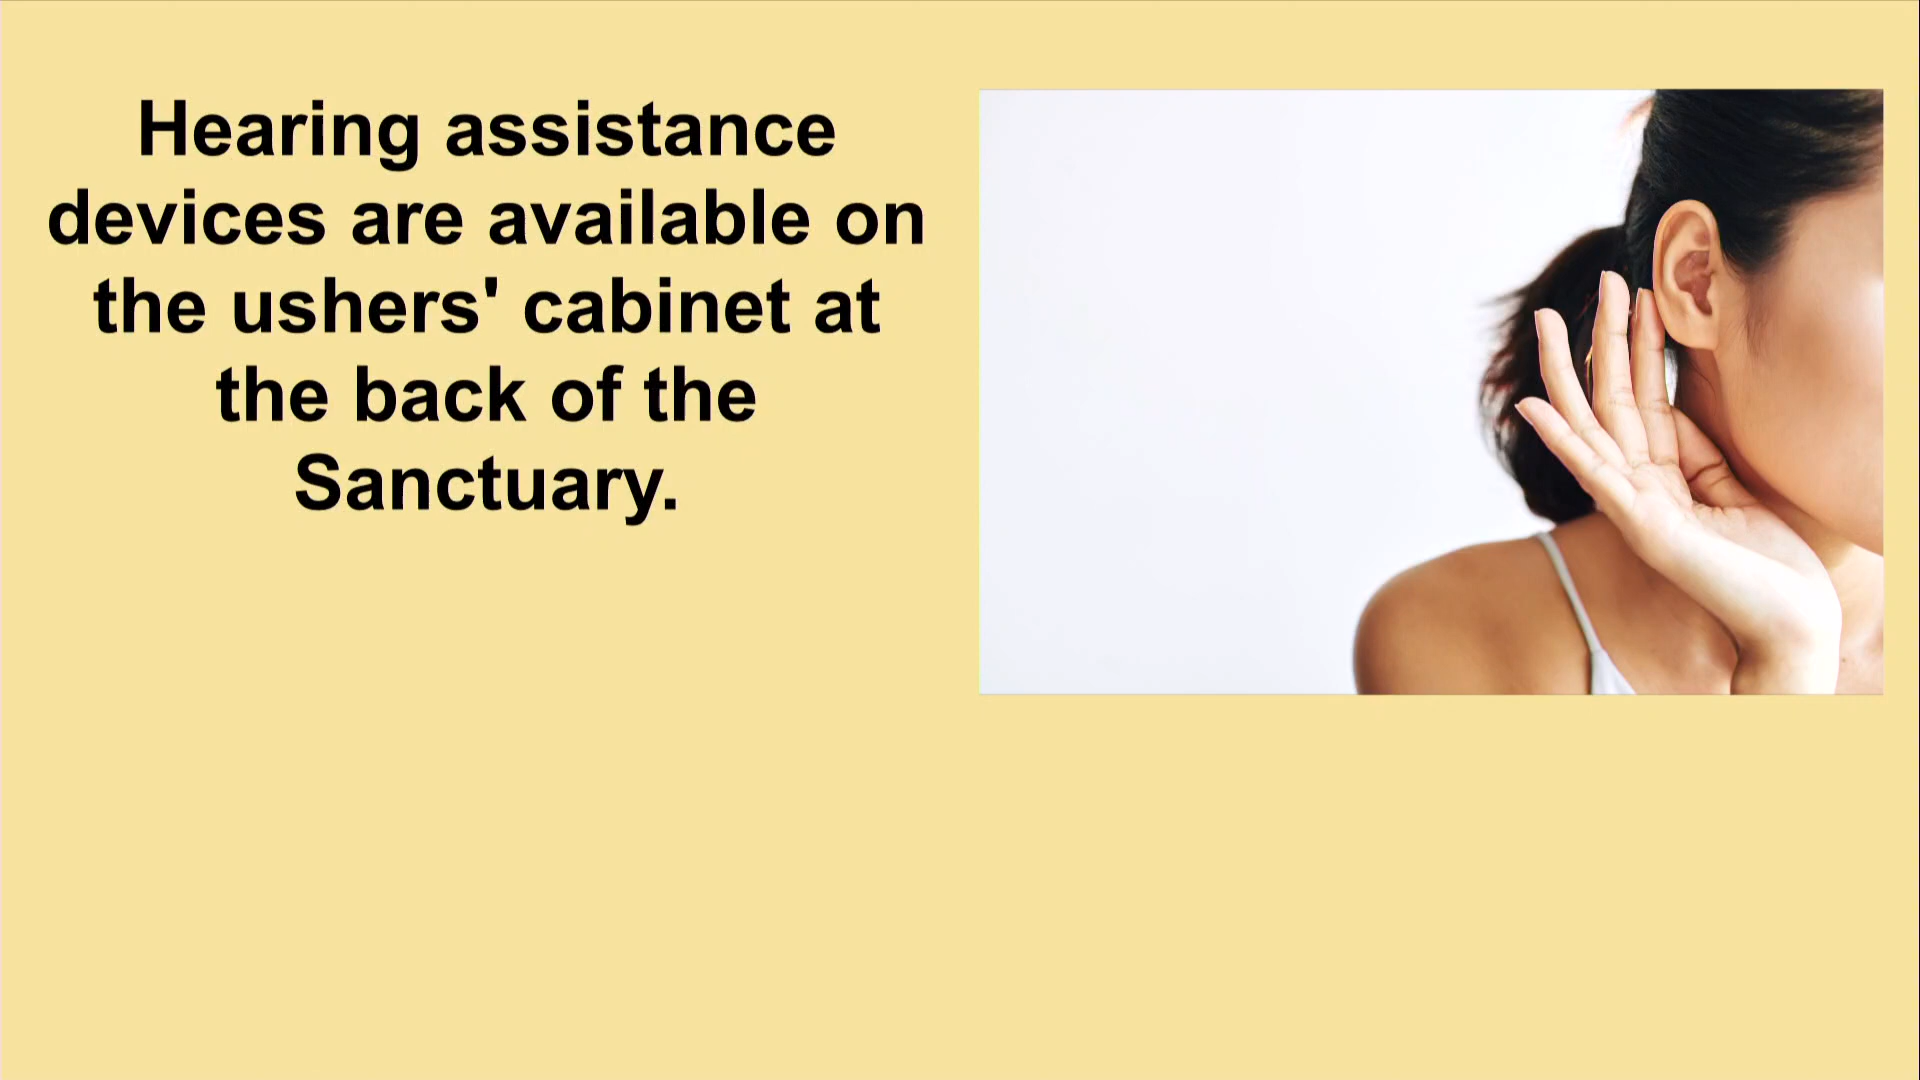 Hearing assistance
devices are available on
the ushers' cabinet at
the back of the
Sanctuary.